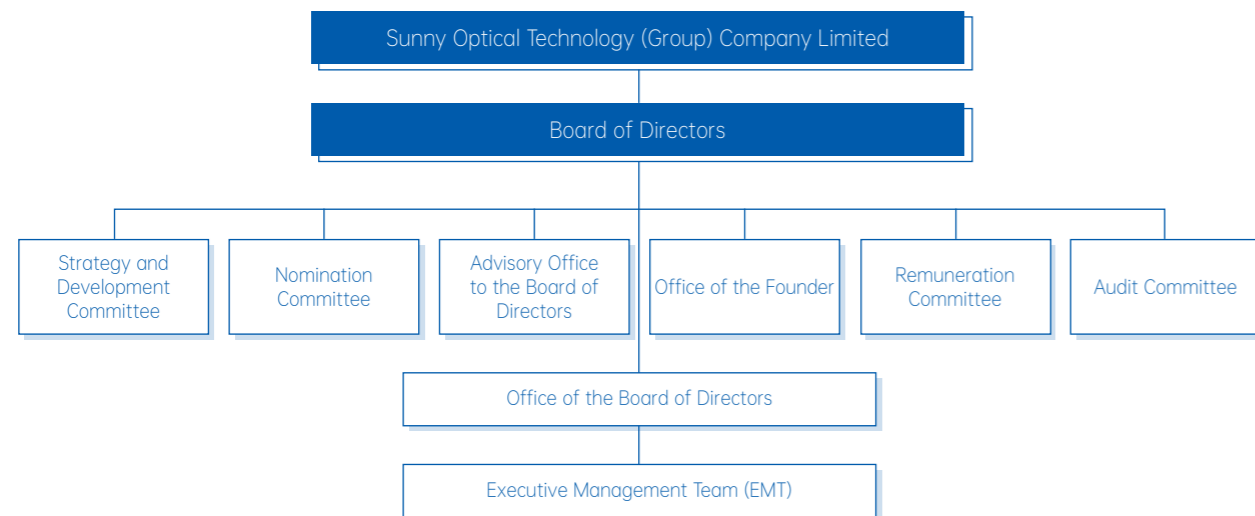 Sunny Optical Technology (Group) Company Limited
Board of Directors
Strategy and
Development
Committee
Nomination
Committee
Advisory Office
to the Board of
Directors
Office of the Founder
Remuneration
Committee
Audit Committee
Office of the Board of Directors
Executive Management Team (EMT)